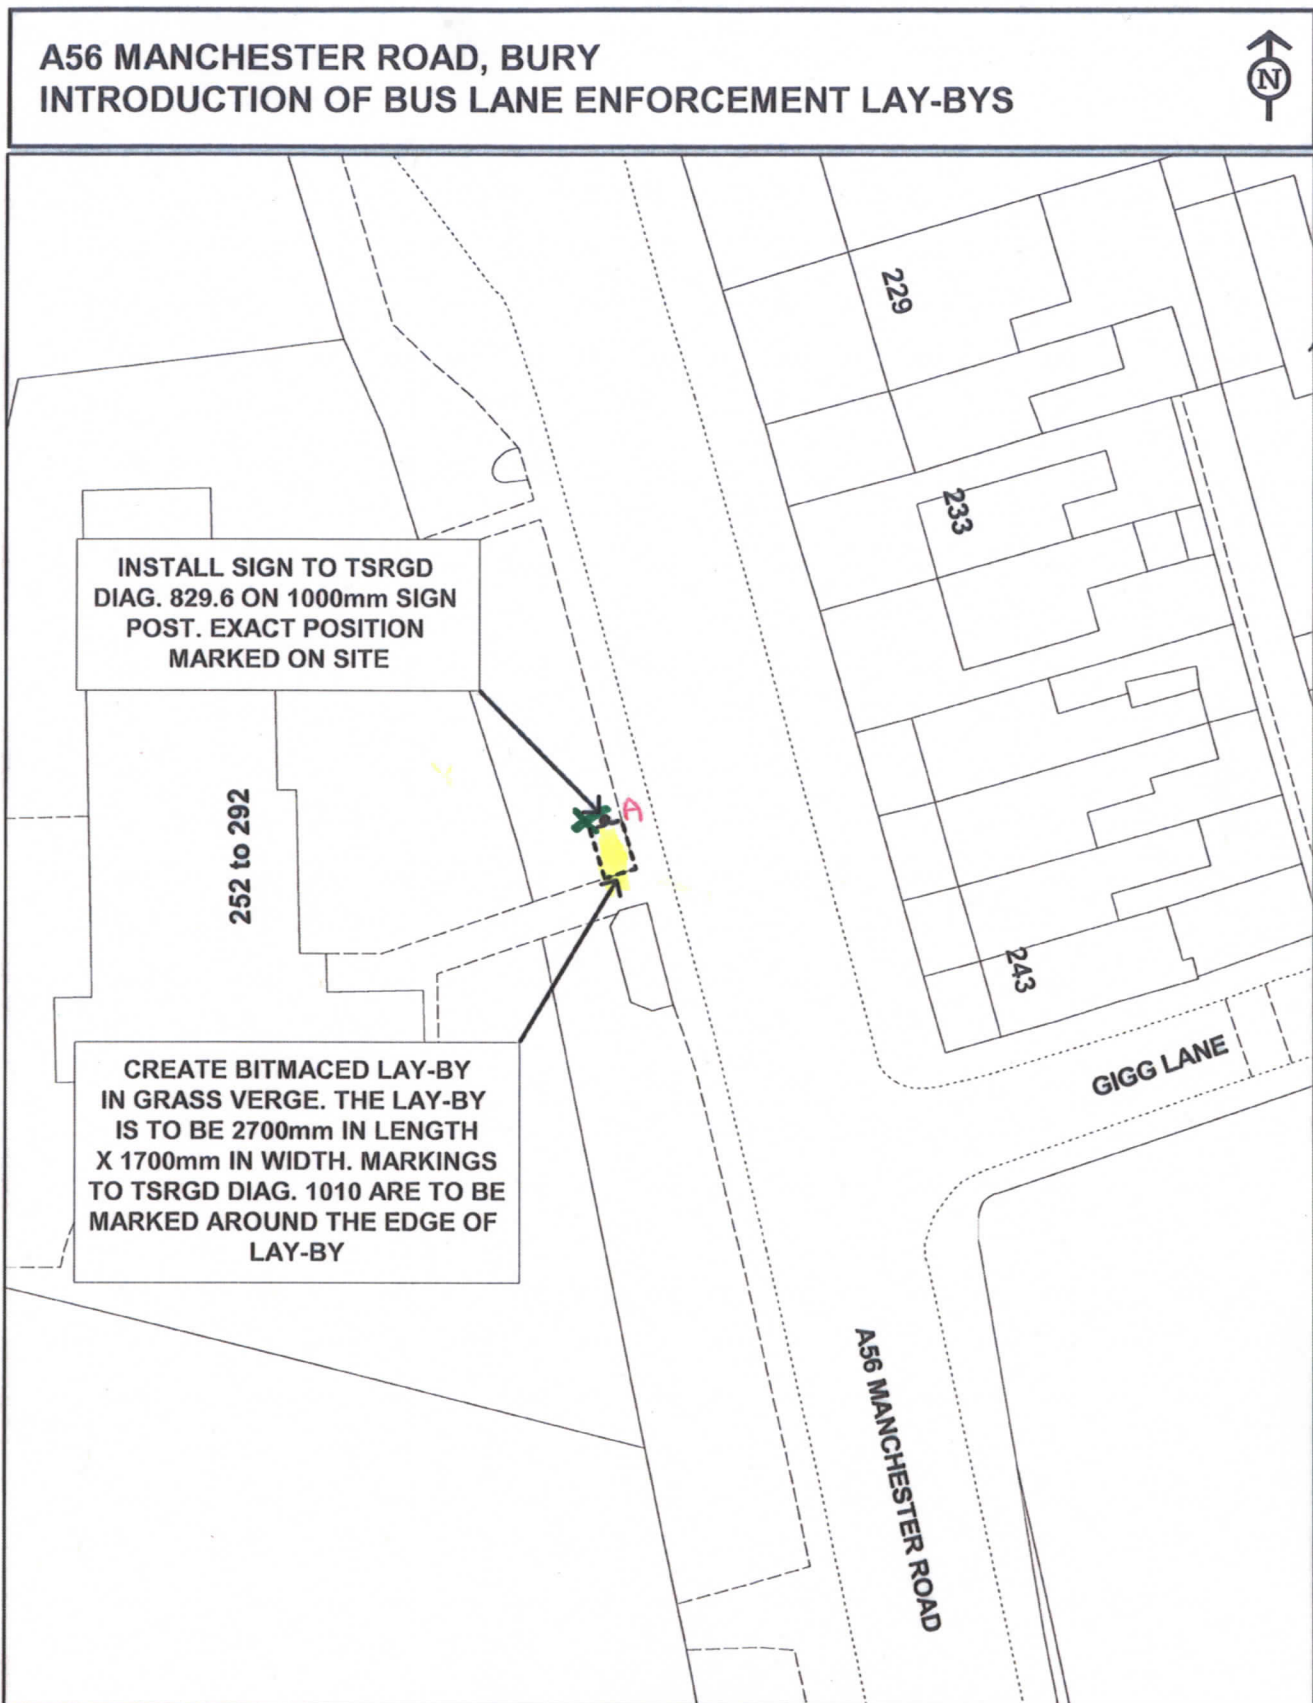 A56 MANCHESTER ROAD, BURY
INTRODUCTION OF BUS LANE ENFORCEMENT LAY-BYS
N
229
233
INSTALL SIGN TO TSRGD
DIAG. 829.6 ON 1000mm SIGN
POST. EXACT POSITION
MARKED ON SITE
A
252 to 292
243
GIGG LANE
CREATE BITMACED LAY-BY
IN GRASS VERGE. THE LAY-BY
IS TO BE 2700mm IN LENGTH
X 1700mm IN WIDTH. MARKINGS
TO TSRGD DIAG. 1010 ARE TO BE
MARKED AROUND THE EDGE OF
LAY-BY
A56 MANCHESTER ROAD